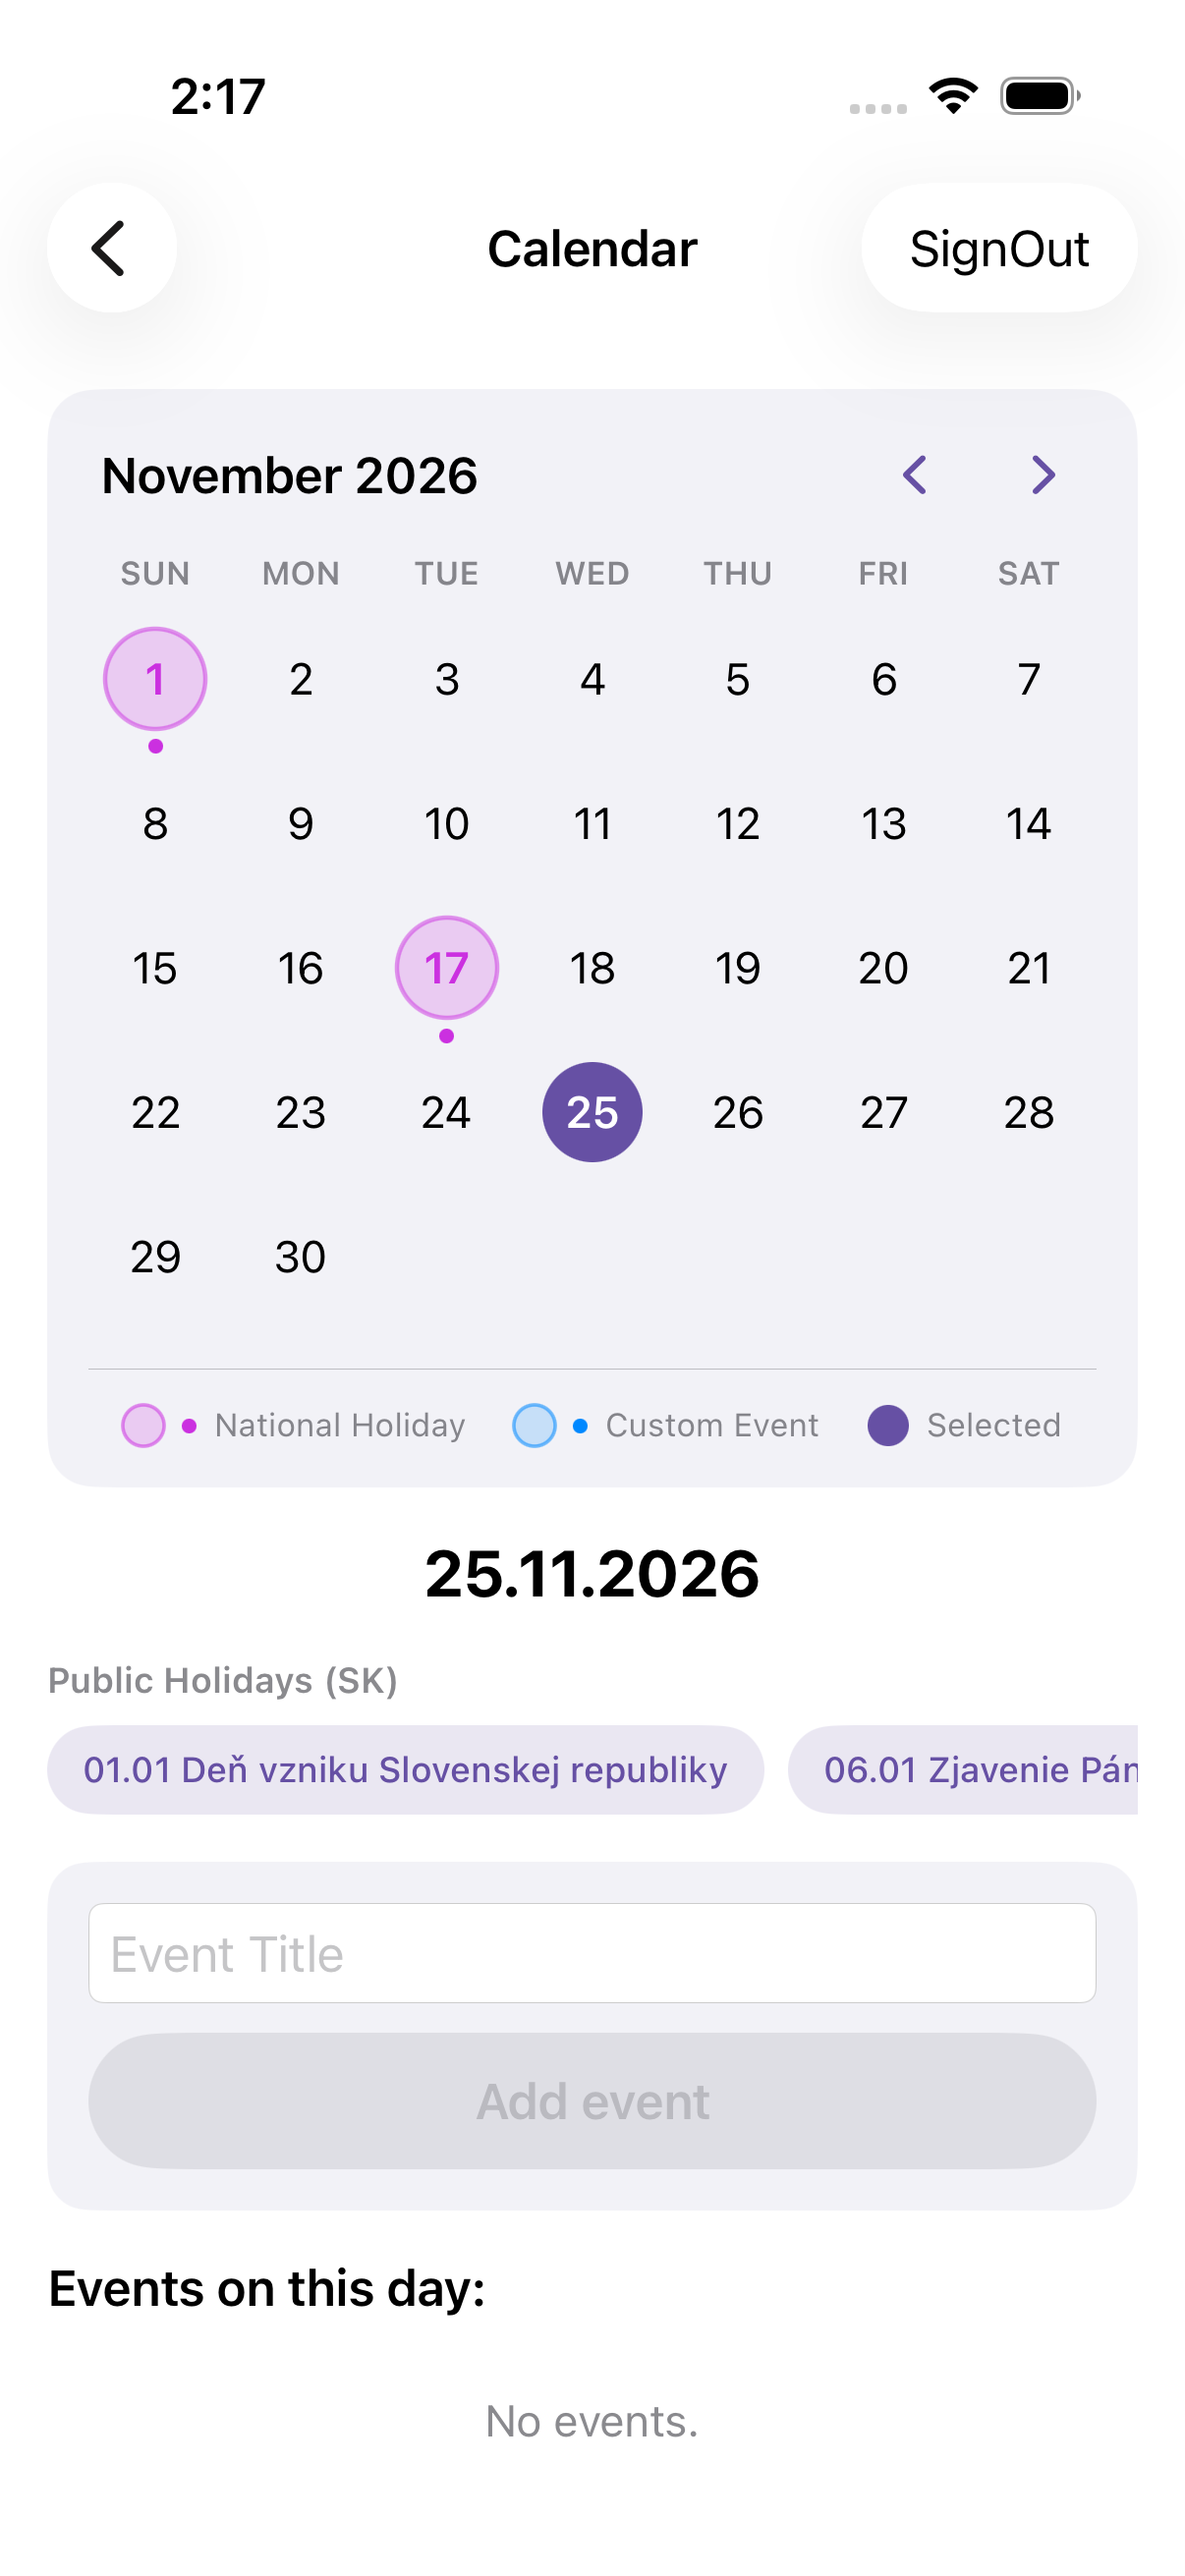 2:17
Calendar
SignOut
November 2026
SUN MON TUE WED THU FRI SAT
1 2 3 4 5 6 7
8 9 10 11 12 13 14
15 16 17 18 19 20 21
22 23 24 25 26 27 28
29 30
National Holiday Custom Event Selected
25.11.2026
Public Holidays (SK)
01.01 Deň vzniku Slovenskej republiky 06.01 Zjavenie
Event Title
Add event
Events on this day:
No events.